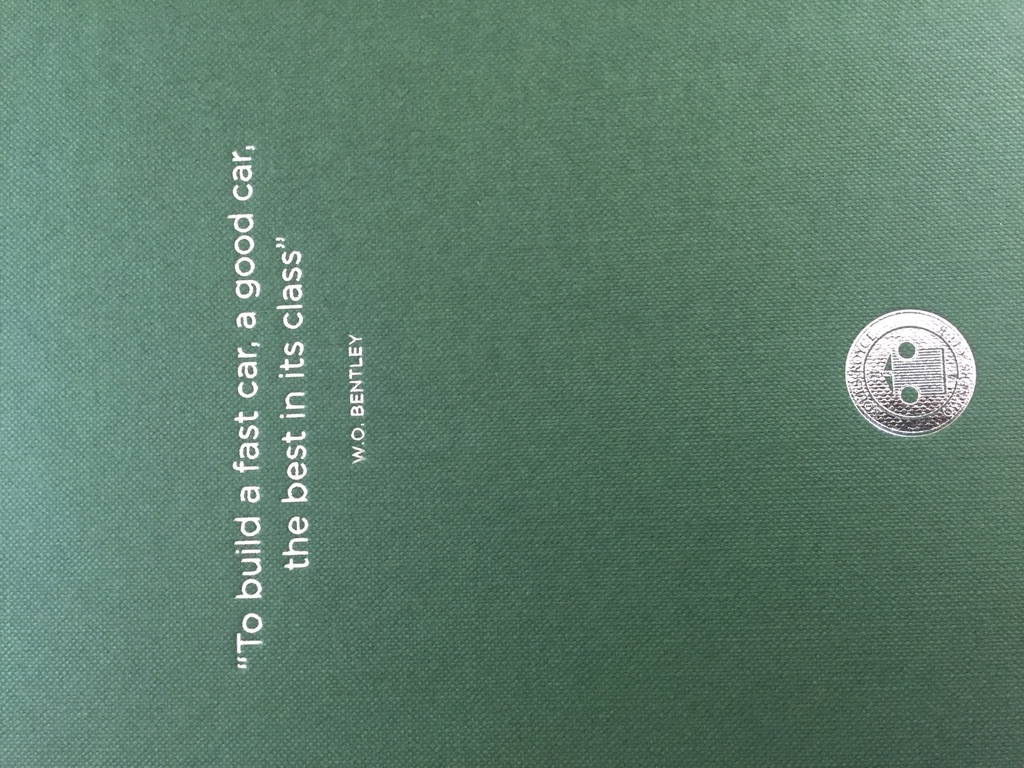 “To build a fast car, a good car,
the best in its class”
W.O. BENTLEY